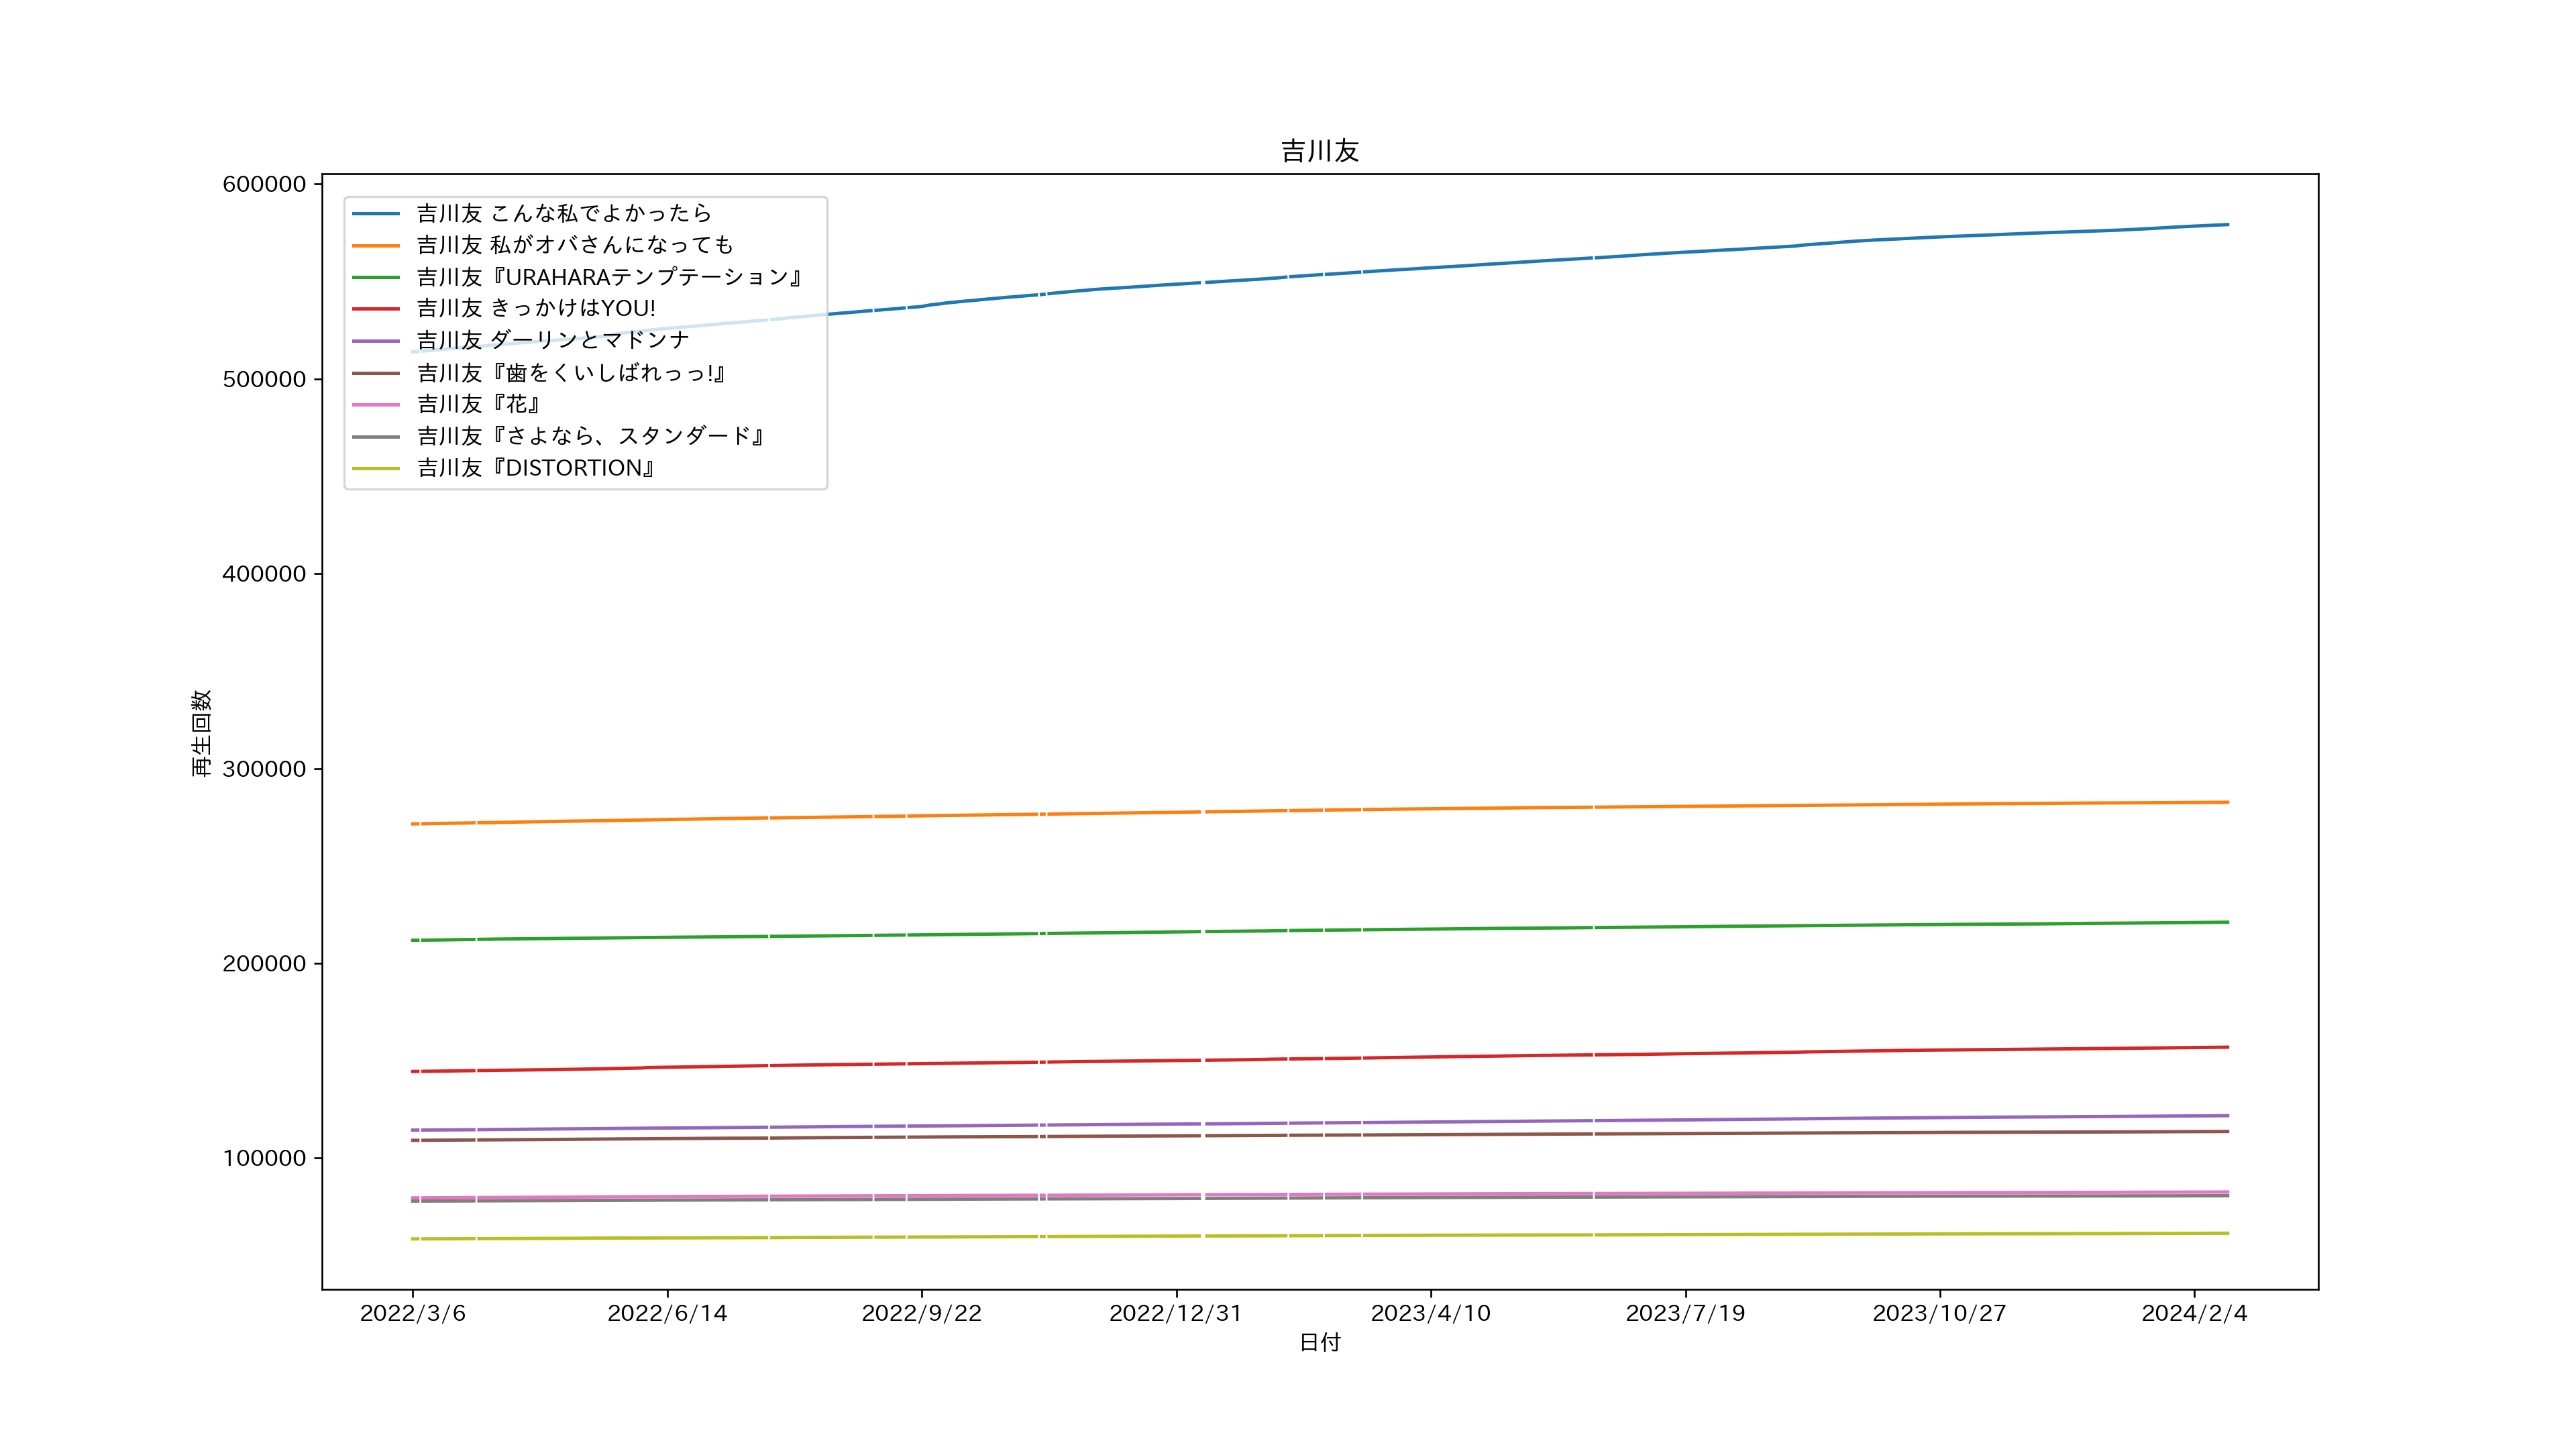 吉川友
600000
500000
400000
300000
200000
100000
再生回数
吉川友 こんな私でよかったら
吉川友 私がオバさんになっても
吉川友『URAHARAテンプテーション』
吉川友 きっかけはYOU!
吉川友 ダーリンとマドンナ
吉川友『歯をくいしばれっっ!』
吉川友『花』
吉川友『さよなら、スタンダード』
吉川友『DISTORTION』
2022/3/6
2022/6/14
2022/9/22
2022/12/31
2023/4/10
2023/7/19
2023/10/27
2024/2/4
日付